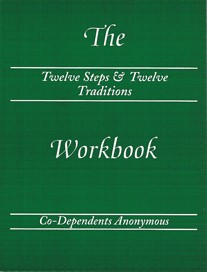 The
Twelve Steps & Twelve
Traditions
Workbook
Co-Dependents Anonymous